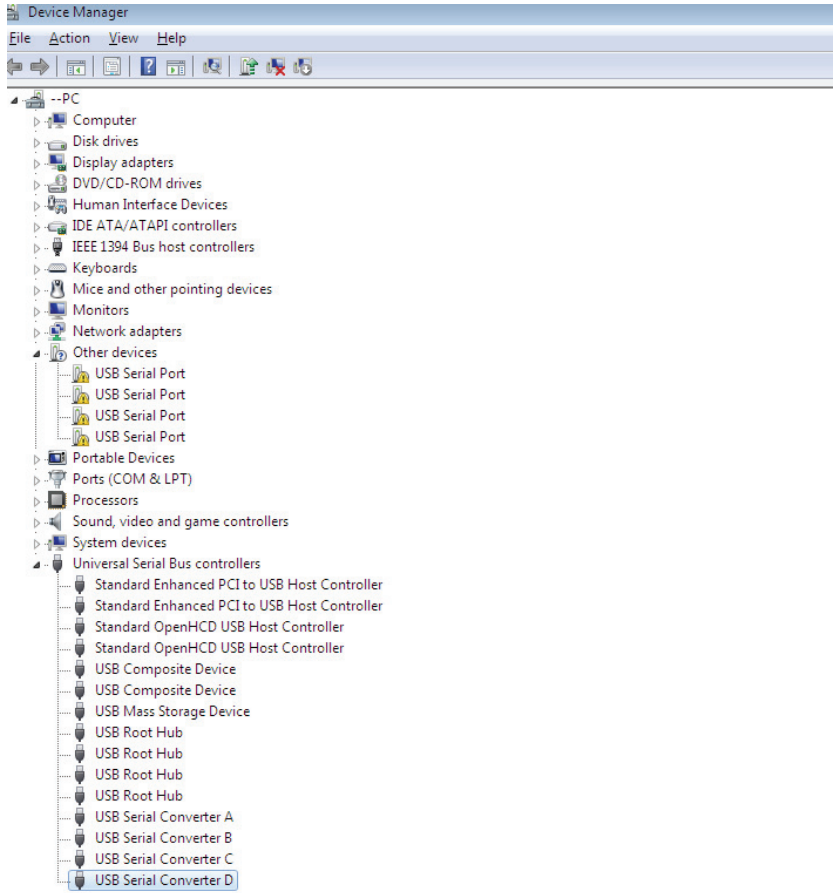 Device Manager
File Action View Help
--PC
Computer
Disk drives
Display adapters
DVD/CD-ROM drives
Human Interface Devices
IDE ATA/ATAPI controllers
IEEE 1394 Bus host controllers
Keyboards
Mice and other pointing devices
Monitors
Network adapters
Other devices
USB Serial Port
USB Serial Port
USB Serial Port
USB Serial Port
Portable Devices
Ports (COM & LPT)
Processors
Sound, video and game controllers
System devices
Universal Serial Bus controllers
Standard Enhanced PCI to USB Host Controller
Standard Enhanced PCI to USB Host Controller
Standard OpenHCD USB Host Controller
Standard OpenHCD USB Host Controller
USB Composite Device
USB Composite Device
USB Mass Storage Device
USB Root Hub
USB Root Hub
USB Root Hub
USB Root Hub
USB Serial Converter A
USB Serial Converter B
USB Serial Converter C
USB Serial Converter D